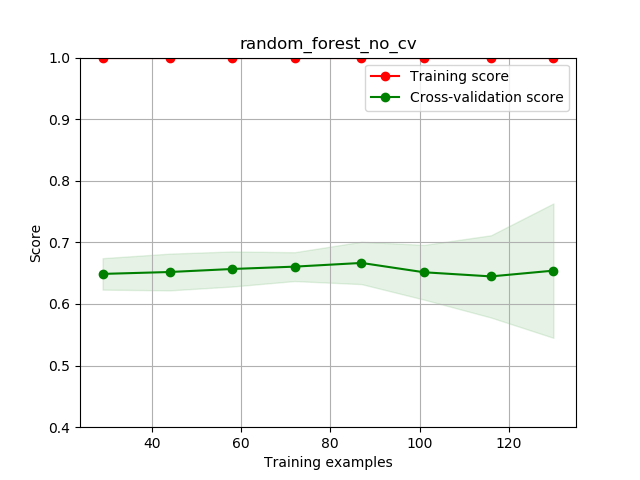 random_forest_no_cv
Training score
Cross-validation score
Score
1.0
0.9
0.8
0.7
0.6
0.5
0.4
40 60 80 100 120
Training examples